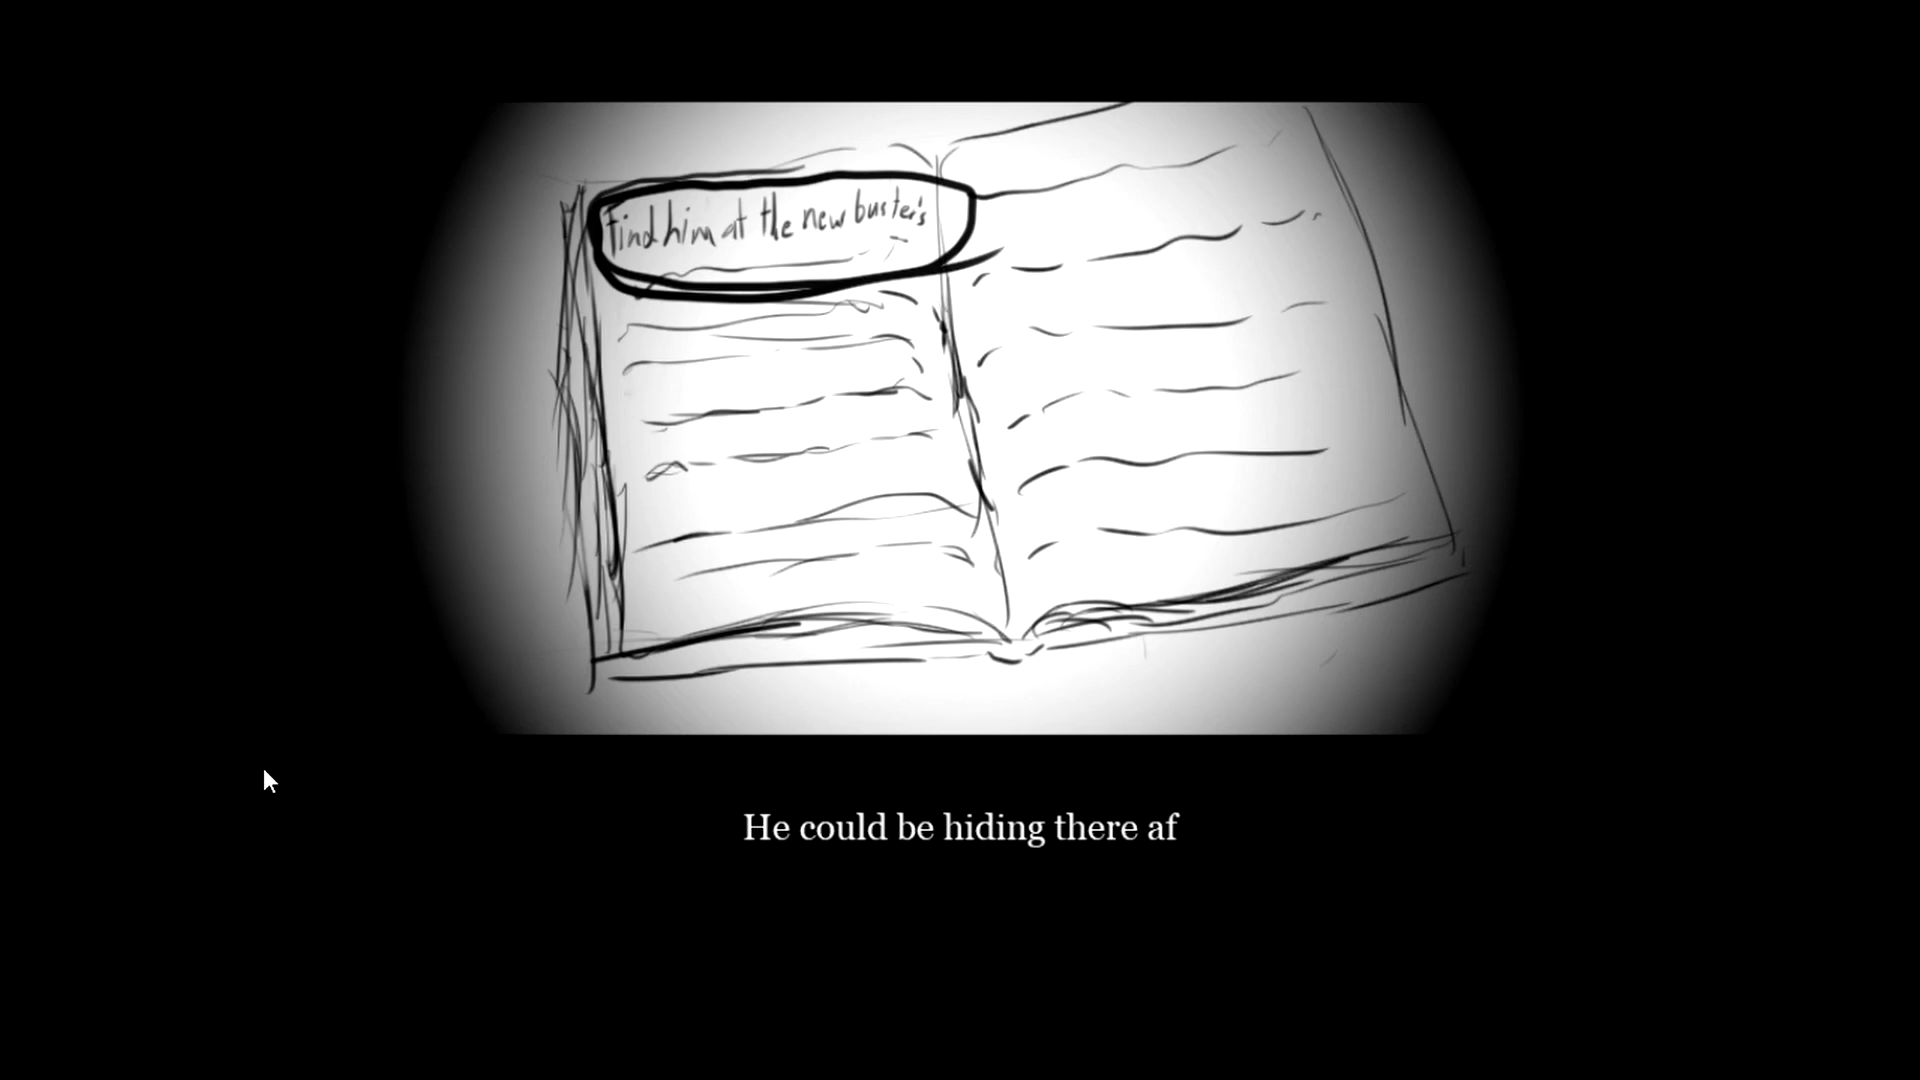 Find him at the new buster's
He could be hiding there af